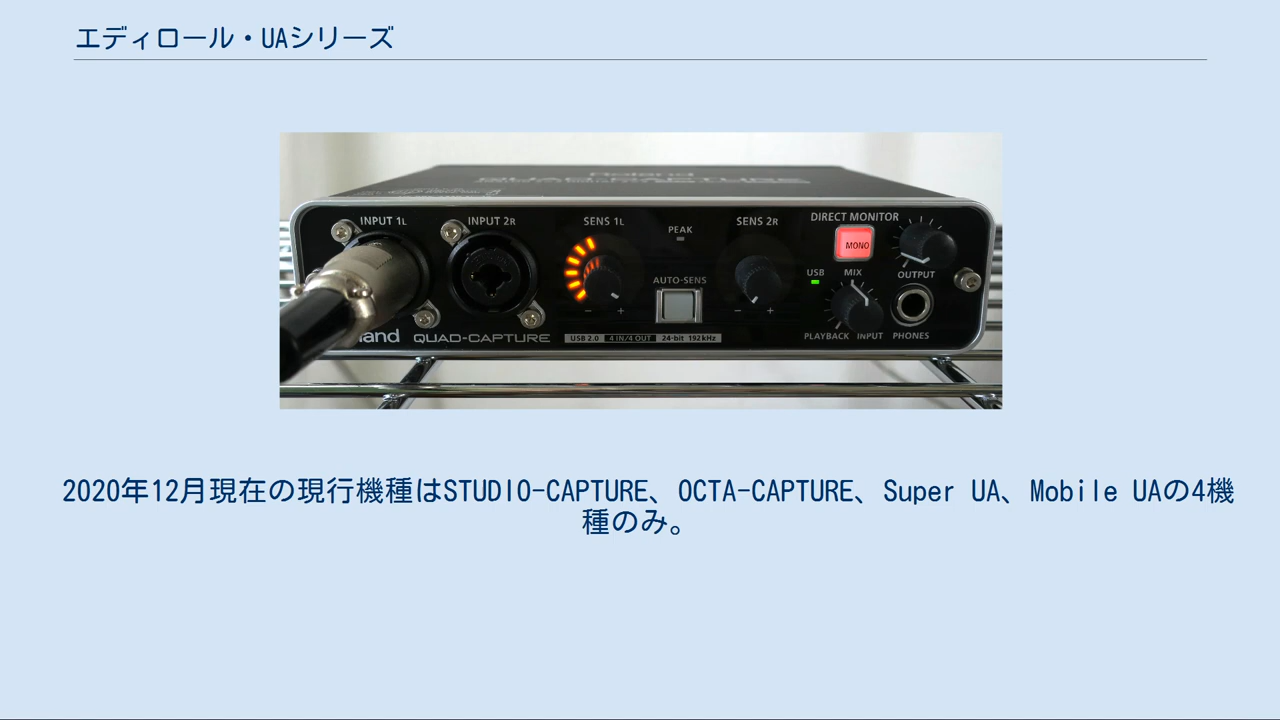 エディロール・UAシリーズ
Roland
QUAD-CAPTURE
INPUT 1L
INPUT 2R
SENS 1L
PEAK
SENS 2R
DIRECT MONITOR
MONO
AUTO-SENS
USB
MIX
OUTPUT
PLAYBACK
INPUT
PHONES
land
QUAD-CAPTURE
USB 2.0
4 IN/4 OUT
24-bit 192kHz
2020年12月現在の現行機種はSTUDIO-CAPTURE、OCTA-CAPTURE、Super UA、Mobile UAの4機
種のみ。